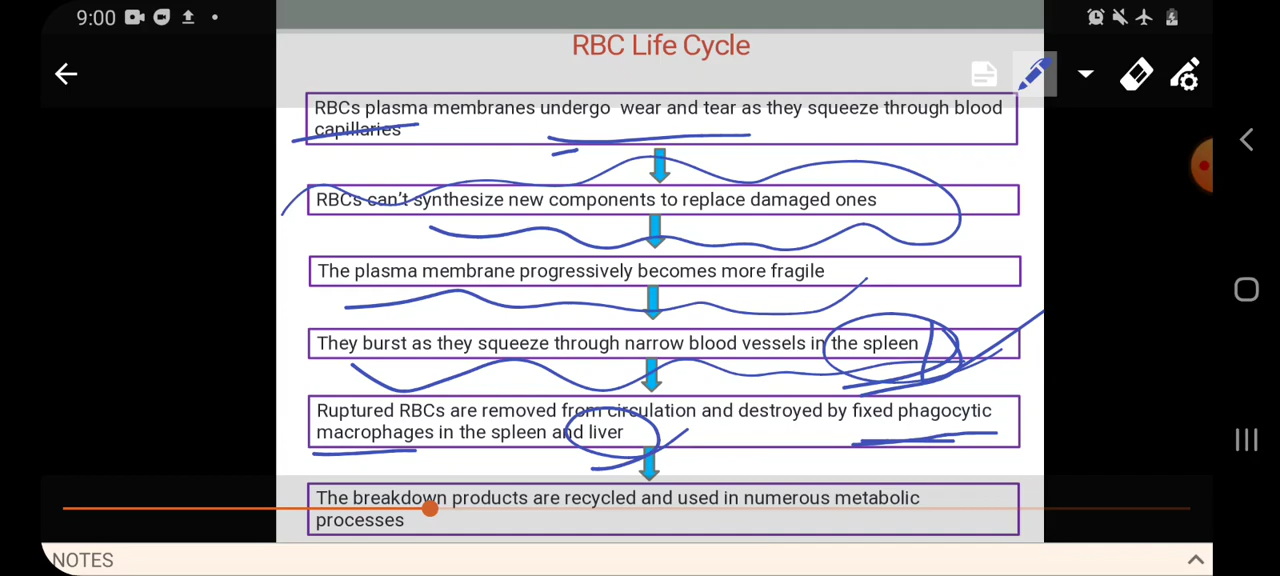 9:00
RBC Life Cycle
RBCs plasma membranes undergo wear and tear as they squeeze through blood
capillaries
RBCs can't synthesize new components to replace damaged ones
The plasma membrane progressively becomes more fragile
They burst as they squeeze through narrow blood vessels in the spleen
Ruptured RBCs are removed from circulation and destroyed by fixed phagocytic
macrophages in the spleen and liver
The breakdown products are recycled and used in numerous metabolic
processes
NOTES